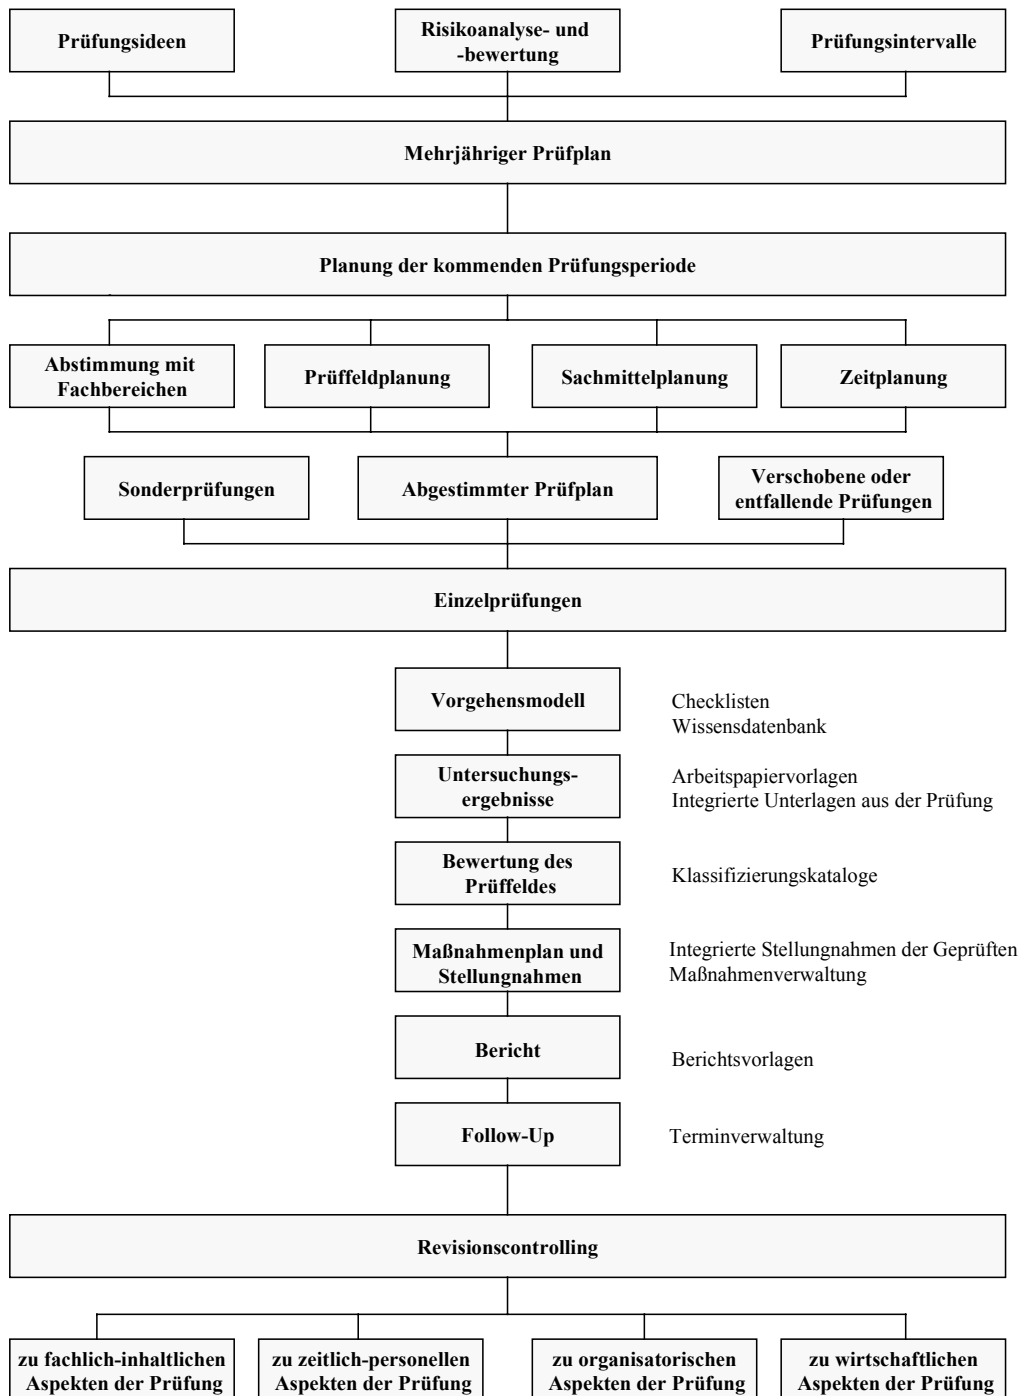 Prüfungsideen
Risikoanalyse- und
-bewertung
Prüfungsintervalle
Mehrjähriger Prüfplan
Planung der kommenden Prüfungsperiode
Abstimmung mit
Fachbereichen
Prüffeldplanung
Sachmittelplanung
Zeitplanung
Sonderprüfungen
Abgestimmter Prüfplan
Verschobene oder
entfallende Prüfungen
Einzelprüfungen
Vorgehensmodell
Checklisten
Wissensdatenbank
Untersuchungs-
ergebnisse
Arbeitspapiervorlagen
Integrierte Unterlagen aus der Prüfung
Bewertung des
Prüffeldes
Klassifizierungskataloge
Maßnahmenplan und
Stellungnahmen
Integrierte Stellungnahmen der Geprüften
Maßnahmenverwaltung
Bericht
Berichtsvorlagen
Follow-Up
Terminverwaltung
Revisionscontrolling
zu fachlich-inhaltlichen
Aspekten der Prüfung
zu zeitlich-personellen
Aspekten der Prüfung
zu organisatorischen
Aspekten der Prüfung
zu wirtschaftlichen
Aspekten der Prüfung